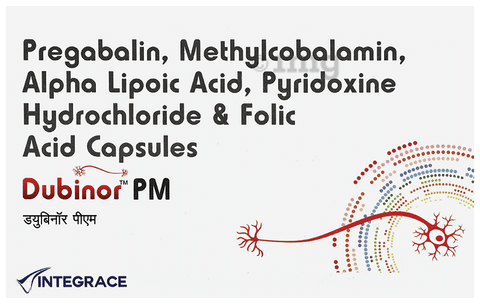 Pregabalin, Methylcobalamin,
Alpha Lipoic Acid, Pyridoxine
Hydrochloride & Folic
Acid Capsules
Dubinor™ PM
डयुबिनॉर पीएम
INTEGRACE